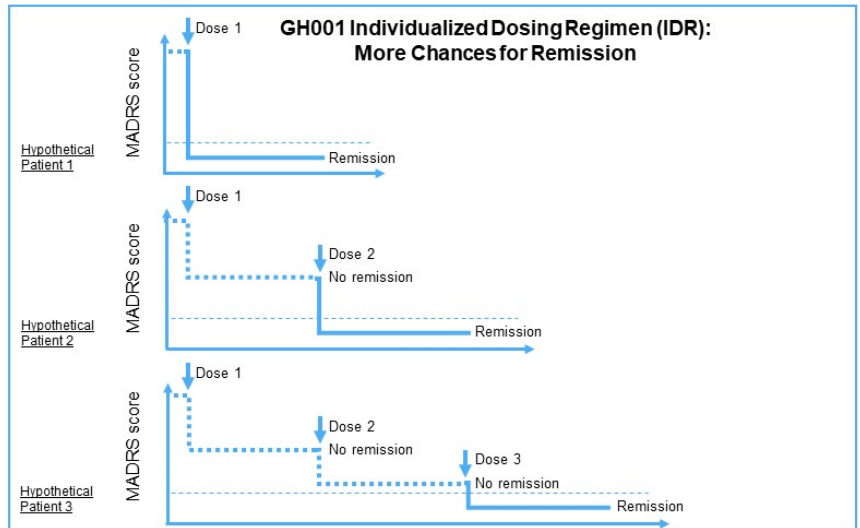 GH001 Individualized Dosing Regimen (IDR):
More Chances for Remission
Dose 1
MADRS score
Hypothetical
Patient 1
Remission
Dose 1
MADRS score
Dose 2
No remission
Hypothetical
Patient 2
Remission
Dose 1
MADRS score
Dose 2
No remission
Dose 3
No remission
Hypothetical
Patient 3
Remission